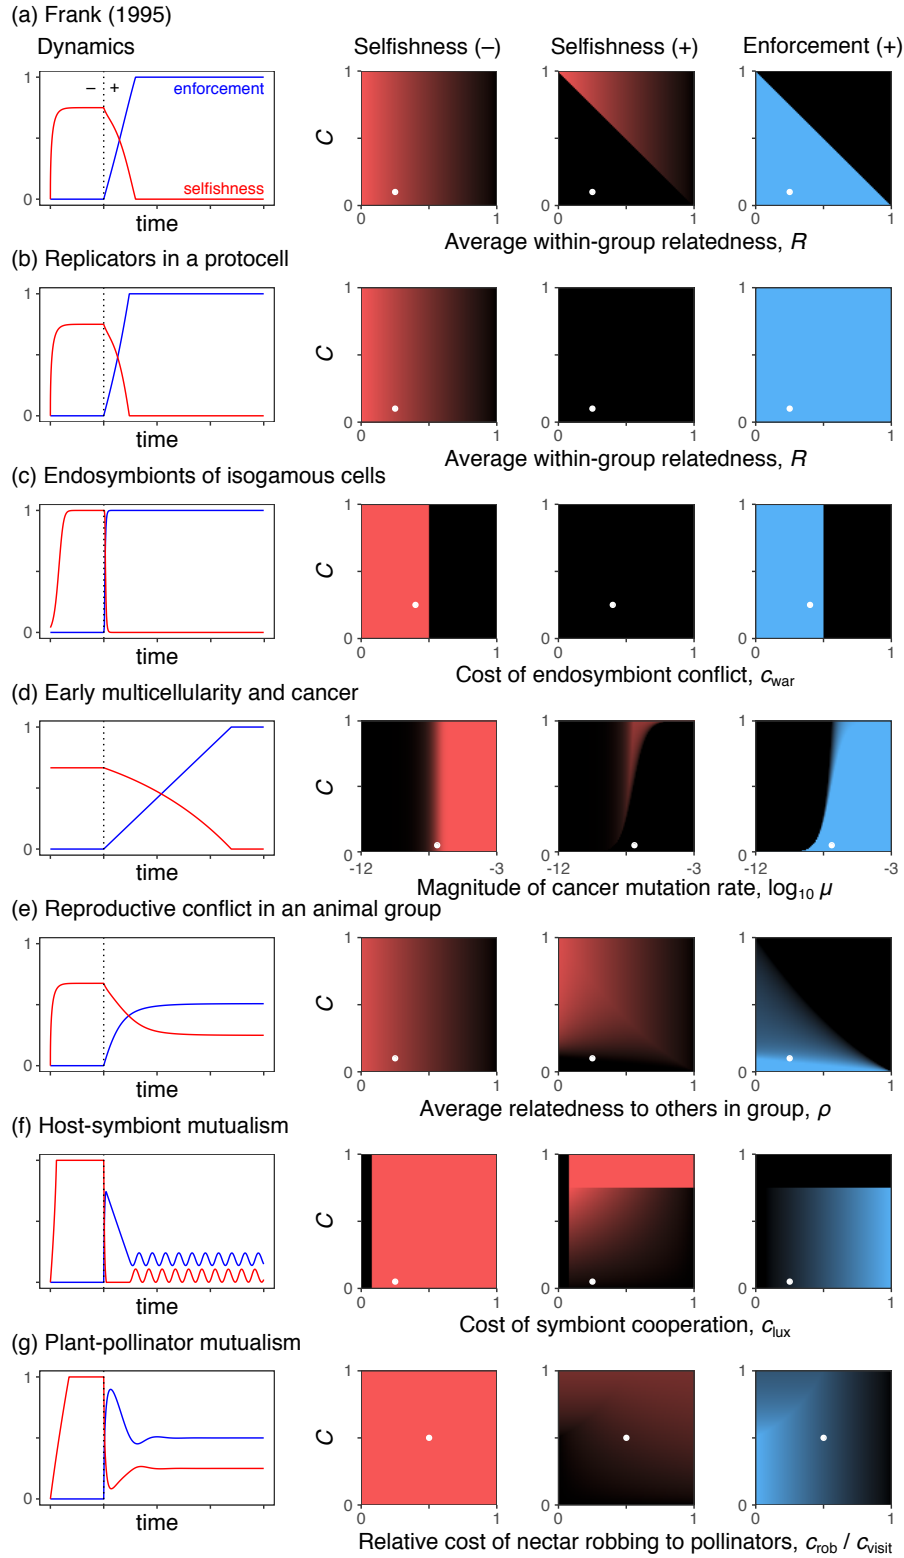 (a) Frank (1995)
Dynamics Selfishness (–) Selfishness (+) Enforcement (+)
1 – + enforcement 1 1 1
C
selfishness
0 0 0 0
time 0 1 0 1 0 1
Average within-group relatedness, R
(b) Replicators in a protocell
1 1 1 1
C
0 0 0 0
time 0 1 0 1 0 1
Average within-group relatedness, R
(c) Endosymbionts of isogamous cells
1 1 1 1
C
0 0 0 0
time 0 1 0 1 0 1
Cost of endosymbiont conflict, c_war
(d) Early multicellularity and cancer
1 1 1 1
C
0 0 0 0
time -12 -3 -12 -3 -12 -3
Magnitude of cancer mutation rate, log₁₀ μ
(e) Reproductive conflict in an animal group
1 1 1 1
C
0 0 0 0
time 0 1 0 1 0 1
Average relatedness to others in group, ρ
(f) Host-symbiont mutualism
1 1 1
C
0 0 0
time 0 1 0 1 0 1
Cost of symbiont cooperation, c_lux
(g) Plant-pollinator mutualism
1 1 1 1
C
0 0 0 0
time 0 1 0 1 0 1
Relative cost of nectar robbing to pollinators, c_rob / c_visit